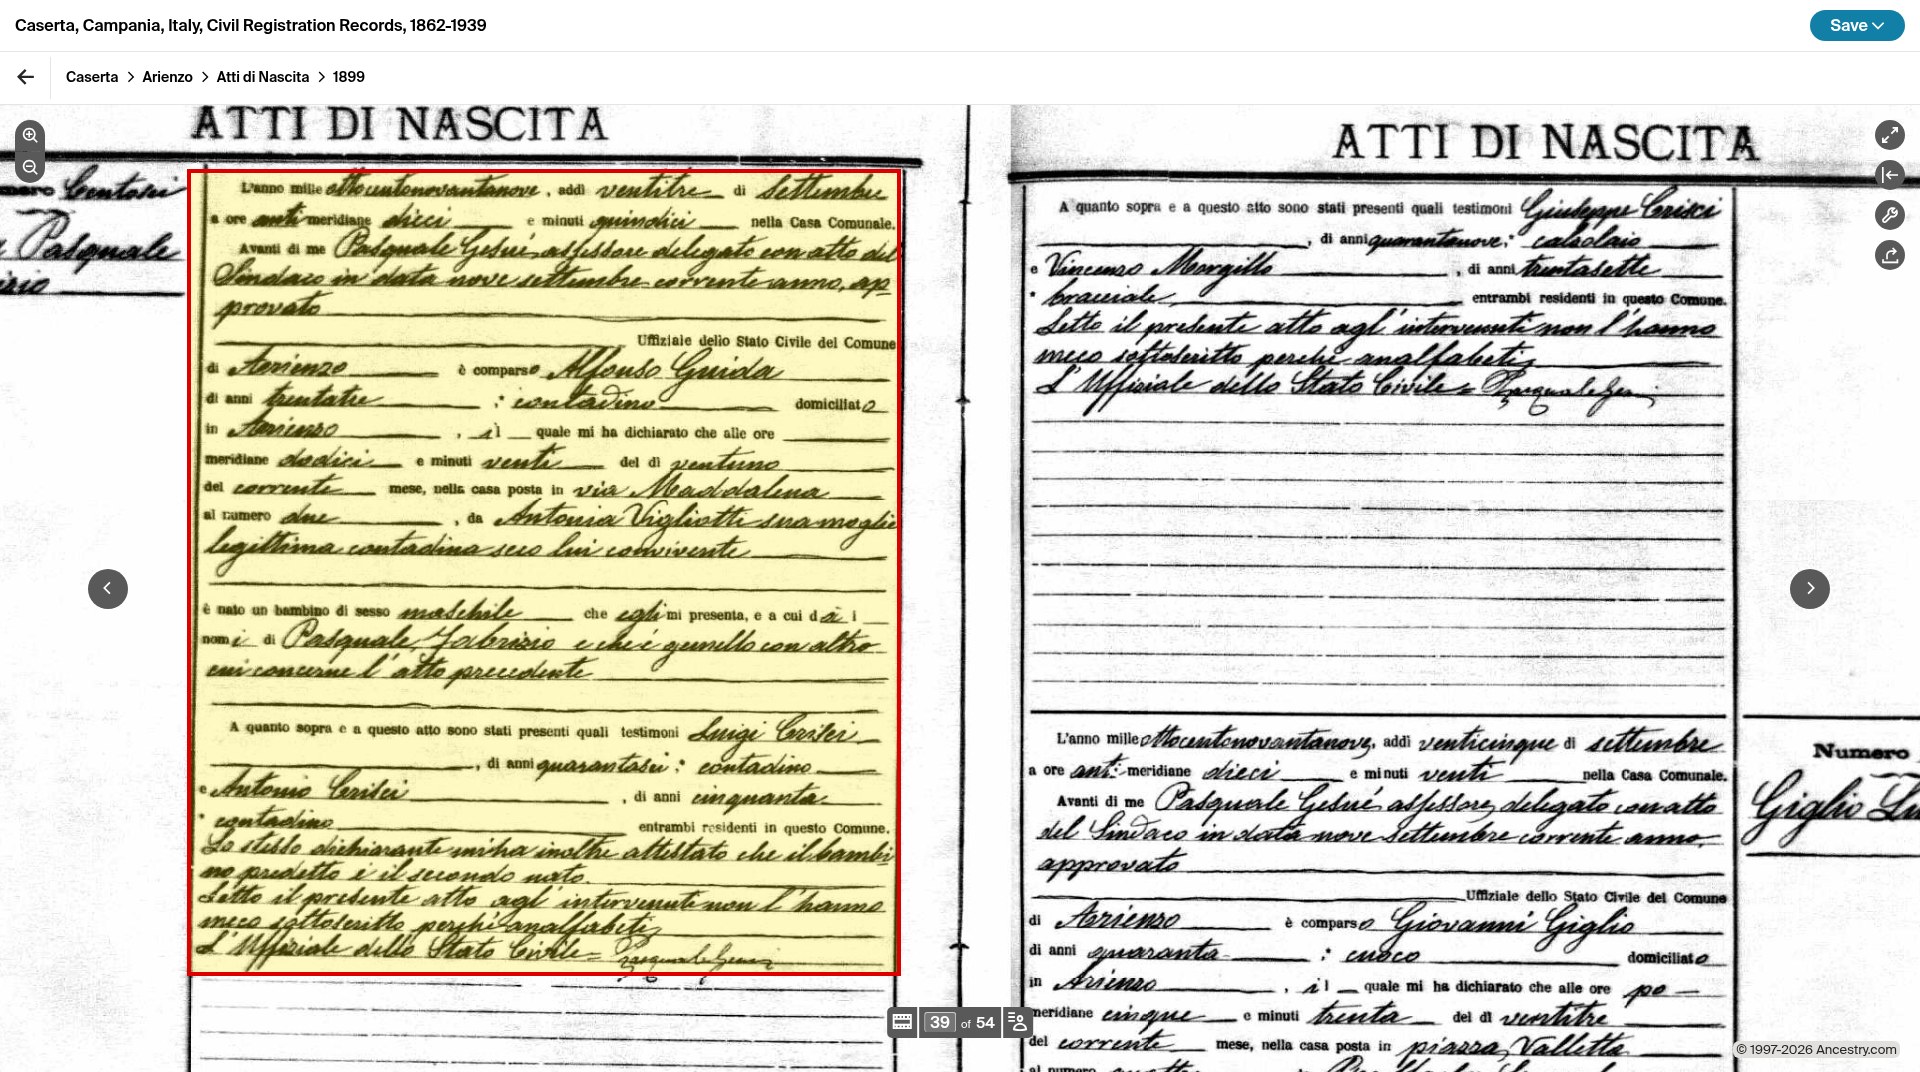 Caserta, Campania, Italy, Civil Registration Records, 1862-1939
Save
Caserta > Arienzo > Atti di Nascita > 1899
ATTI DI NASCITA
Pasquale
L'anno mille ottocentonovantanove, addì ventitre di Settembre
a ore anti meridiane dieci e minuti quindici nella Casa Comunale.
Avanti di me Pasquale Gesué assessore delegato con atto del
Sindaco in data nove settembre corrente anno, ap
provato
Uffiziale dello Stato Civile del Comune
di Arienzo è comparso Alfonso Guida
di anni trentatre ; contadino domiciliato
in Arienzo, il quale mi ha dichiarato che alle ore
meridiane dodici e minuti venti del dì ventuno
del corrente mese, nella casa posta in via Maddalena
al numero due, da Antonia Vigliotti sua moglie
legittima contadina seco lui convivente
è nato un bambino di sesso maschile che egli mi presenta, e a cui dà i
nomi di Pasquale, Fabrizio e che è gemello con altro
cui concerne l'atto precedente
A quanto sopra e a questo atto sono stati presenti quali testimoni Luigi Crisci
, di anni quarantasei ; contadino
e Antonio Crisci, di anni cinquanta
contadino entrambi residenti in questo Comune.
Lo stesso dichiarante mi ha inoltre attestato che il bambi
no predetto è il secondo nato.
Letto il presente atto agl'intervenuti non l'hanno
meco sottoscritto perchè analfabeti
L'Uffiziale dello Stato Civile = Pasquale Gesué
ATTI DI NASCITA
A quanto sopra e a questo atto sono stati presenti quali testimoni Giuseppe Crisci
, di anni quarantanove ; calzolaio
e Vincenzo Morgillo, di anni trentasette
bracciale entrambi residenti in questo Comune.
Letto il presente atto agl'intervenuti non l'hanno
meco sottoscritto perchè analfabeti
L'Uffiziale dello Stato Civile = Pasquale Gesué
L'anno mille ottocentonovantanove, addì venticinque di settembre
a ore anti: meridiane dieci e minuti venti nella Casa Comunale.
Avanti di me Pasquale Gesué assessore, delegato con atto
del Sindaco in data nove settembre corrente anno,
approvato
Uffiziale dello Stato Civile del Comune
di Arienzo è comparso Giovanni Giglio
di anni quaranta ; cuoco domiciliato
in Arienzo, il quale mi ha dichiarato che alle ore po
meridiane cinque e minuti trenta del dì ventitre
del corrente mese, nella casa posta in piazza Valletta
al numero
Numero
Giglio
39 of 54
© 1997-2026 Ancestry.com